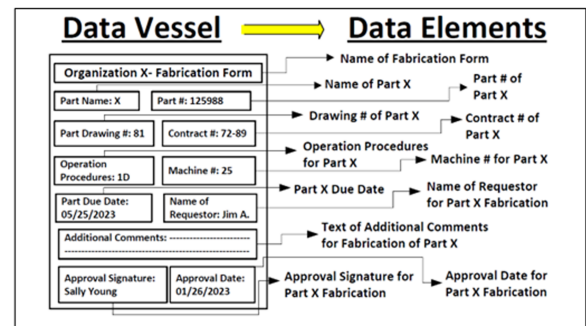 Data Vessel
Data Elements
Organization X- Fabrication Form
Part Name: X
Part #: 125988
Part Drawing #: 81
Contract #: 72-89
Operation
Procedures: 1D
Machine #: 25
Part Due Date:
05/25/2023
Name of
Requestor: Jim A.
Additional Comments: -------------------------
--------------------------------------------------
Approval Signature:
Sally Young
Approval Date:
01/26/2023
Name of Fabrication Form
Name of Part X
Part # of
Part X
Drawing # of Part X
Contract # of
Part X
Operation Procedures
for Part X
Machine # for Part X
Part X Due Date
Name of Requestor
for Part X Fabrication
Text of Additional Comments
for Fabrication of Part X
Approval Signature for
Part X Fabrication
Approval Date for
Part X Fabrication